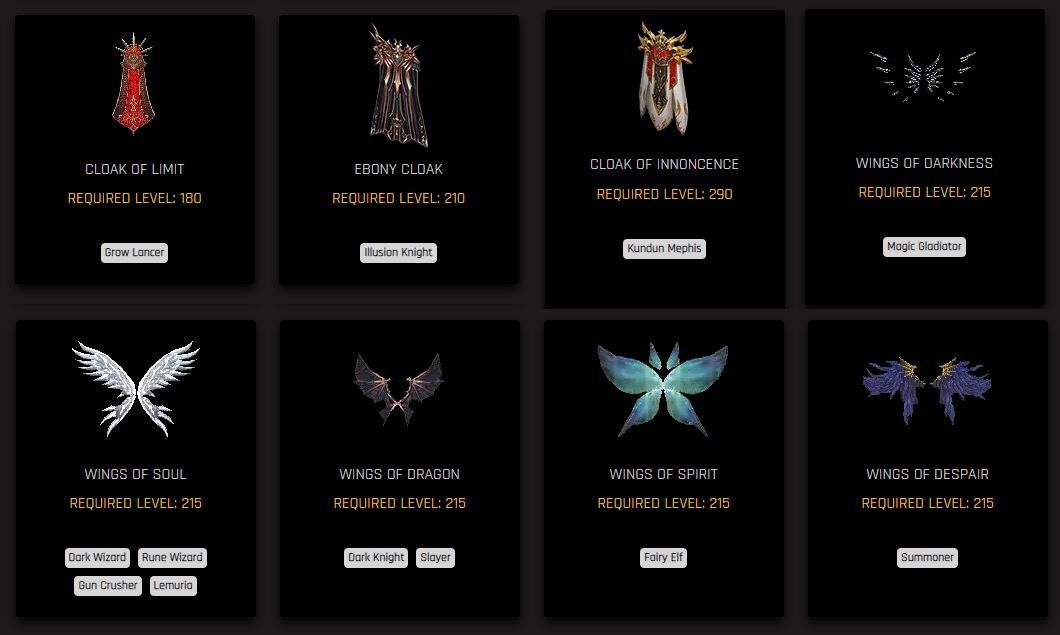 CLOAK OF LIMIT
REQUIRED LEVEL: 180
Grow Lancer
EBONY CLOAK
REQUIRED LEVEL: 210
Illusion Knight
CLOAK OF INNONCENCE
REQUIRED LEVEL: 290
Kundun Mephis
WINGS OF DARKNESS
REQUIRED LEVEL: 215
Magic Gladiator
WINGS OF SOUL
REQUIRED LEVEL: 215
Dark Wizard Rune Wizard
Gun Crusher Lemuria
WINGS OF DRAGON
REQUIRED LEVEL: 215
Dark Knight Slayer
WINGS OF SPIRIT
REQUIRED LEVEL: 215
Fairy Elf
WINGS OF DESPAIR
REQUIRED LEVEL: 215
Summoner